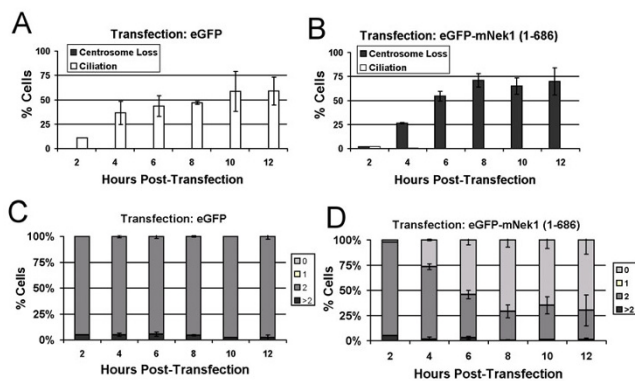 A
Transfection: eGFP
Centrosome Loss
Ciliation
% Cells
100
75
50
25
0
2 4 6 8 10 12
Hours Post-Transfection
B
Transfection: eGFP-mNek1 (1-686)
Centrosome Loss
Ciliation
% Cells
100
75
50
25
0
2 4 6 8 10 12
Hours Post-Transfection
C
Transfection: eGFP
% Cells
100%
75%
50%
25%
0%
2 4 6 8 10 12
Hours Post-Transfection
0
1
2
>2
D
Transfection: eGFP-mNek1 (1-686)
% Cells
100%
75%
50%
25%
0%
2 4 6 8 10 12
Hours Post-Transfection
0
1
2
>2